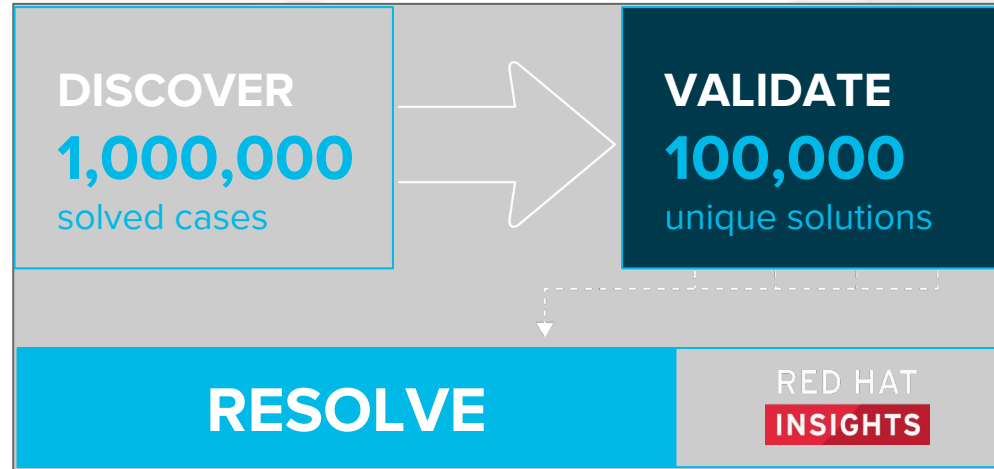 DISCOVER
1,000,000
solved cases
VALIDATE
100,000
unique solutions
RESOLVE
RED HAT
INSIGHTS